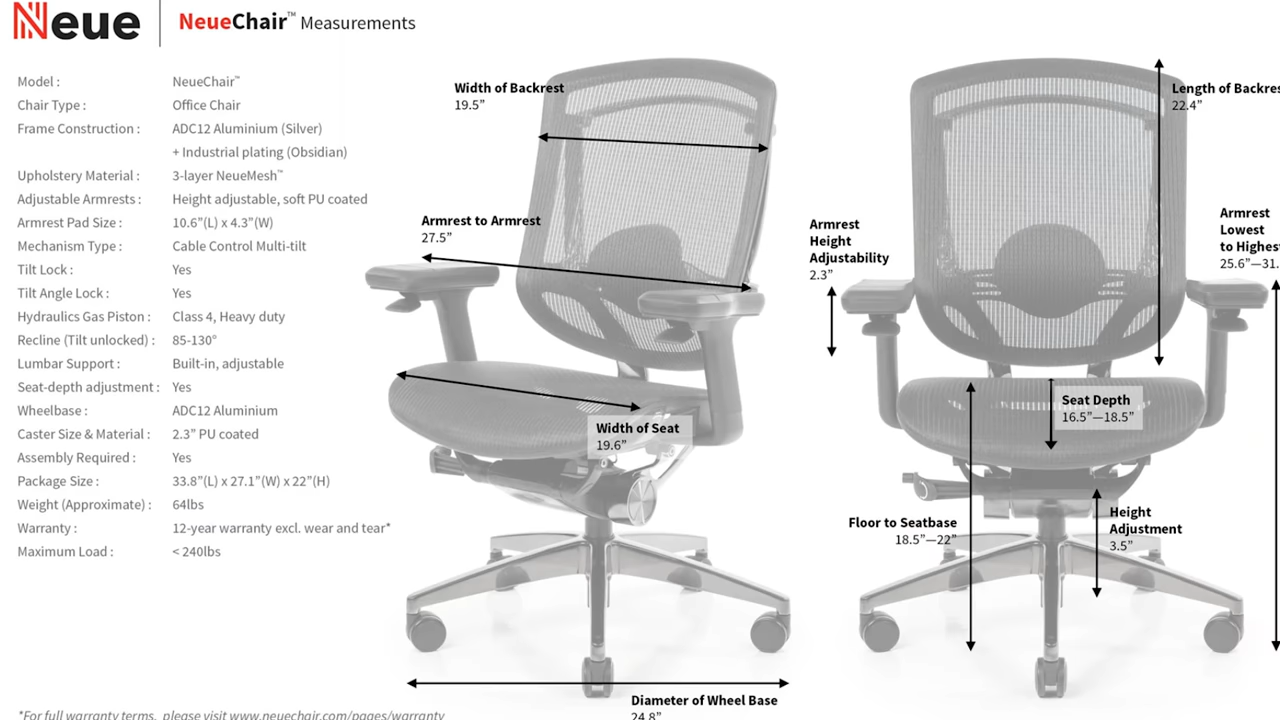 Neue
NeueChair™ Measurements
Model : NeueChair™
Chair Type : Office Chair
Frame Construction : ADC12 Aluminium (Silver)
+ Industrial plating (Obsidian)
Upholstery Material : 3-layer NeueMesh™
Adjustable Armrests : Height adjustable, soft PU coated
Armrest Pad Size : 10.6”(L) x 4.3”(W)
Mechanism Type : Cable Control Multi-tilt
Tilt Lock : Yes
Tilt Angle Lock : Yes
Hydraulics Gas Piston : Class 4, Heavy duty
Recline (Tilt unlocked) : 85-130°
Lumbar Support : Built-in, adjustable
Seat-depth adjustment : Yes
Wheelbase : ADC12 Aluminium
Caster Size & Material : 2.3” PU coated
Assembly Required : Yes
Package Size : 33.8”(L) x 27.1”(W) x 22”(H)
Weight (Approximate) : 64lbs
Warranty : 12-year warranty excl. wear and tear*
Maximum Load : < 240lbs
*For full warranty terms, please visit www.neuechair.com/pages/warranty
Width of Backrest
19.5”
Armrest to Armrest
27.5”
Width of Seat
19.6”
Diameter of Wheel Base
24.8”
Length of Backres
22.4”
Armrest
Height
Adjustability
2.3”
Armrest
Lowest
to Highes
25.6”—31.
Seat Depth
16.5”—18.5”
Floor to Seatbase
18.5”—22”
Height
Adjustment
3.5”